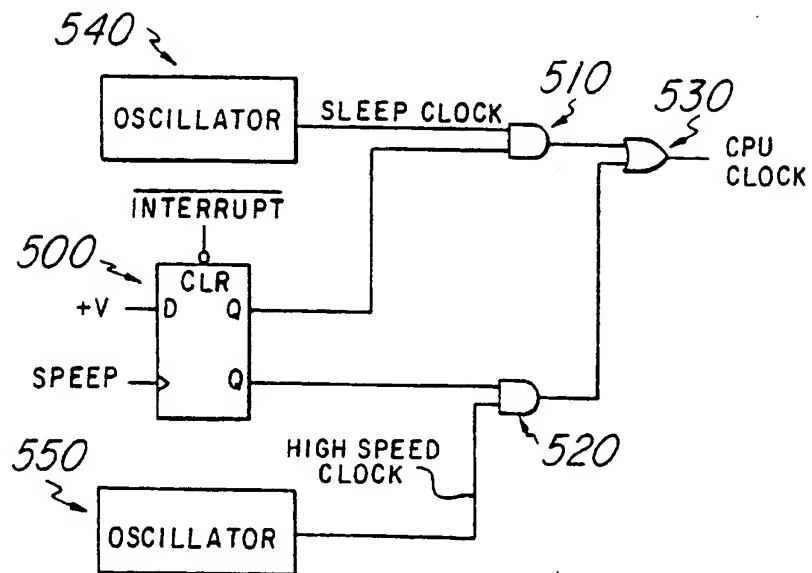 540
OSCILLATOR
SLEEP CLOCK
510
530
CPU
CLOCK
INTERRUPT
500
CLR
+V
D
Q
SPEEP
Q
520
HIGH SPEED
CLOCK
550
OSCILLATOR